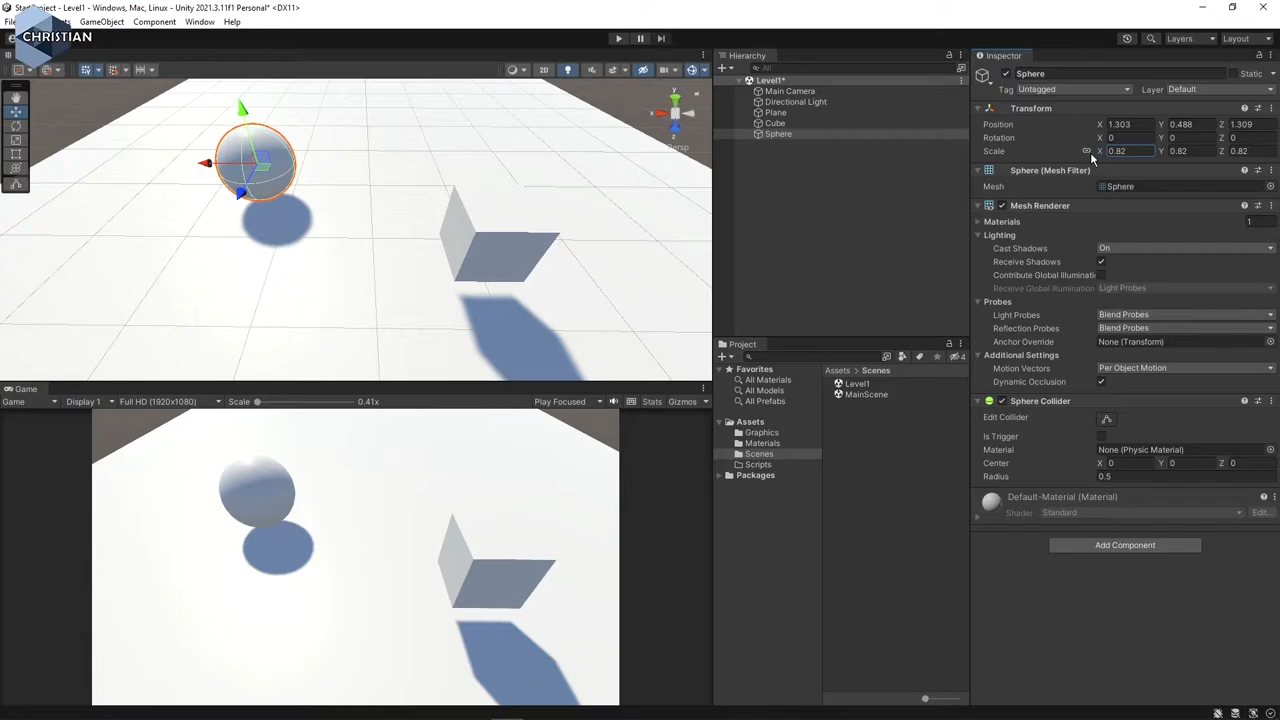 StartProject - Level1 - Windows, Mac, Linux - Unity 2021.3.11f1 Personal* <DX11>
GameObject Component Window Help
CHRISTIAN
Layers Layout
2D
y
x
z
Persp
Hierarchy
All
Level1*
Main Camera
Directional Light
Plane
Cube
Sphere
Inspector
Sphere Static
Tag Untagged Layer Default
Transform
Position X 1.303 Y 0.488 Z 1.309
Rotation X 0 Y 0 Z 0
Scale X 0.82 Y 0.82 Z 0.82
Sphere (Mesh Filter)
Mesh Sphere
Mesh Renderer
Materials 1
Lighting
Cast Shadows On
Receive Shadows
Contribute Global Illuminati
Receive Global Illumination Light Probes
Probes
Light Probes Blend Probes
Reflection Probes Blend Probes
Anchor Override None (Transform)
Additional Settings
Motion Vectors Per Object Motion
Dynamic Occlusion
Sphere Collider
Edit Collider
Is Trigger
Material None (Physic Material)
Center X 0 Y 0 Z 0
Radius 0.5
Default-Material (Material)
Shader Standard Edit...
Add Component
Game
Game Display 1 Full HD (1920x1080) Scale 0.41x Play Focused Stats Gizmos
Project
4
Favorites
All Materials
All Models
All Prefabs
Assets
Graphics
Materials
Scenes
Scripts
Packages
Assets Scenes
Level1
MainScene